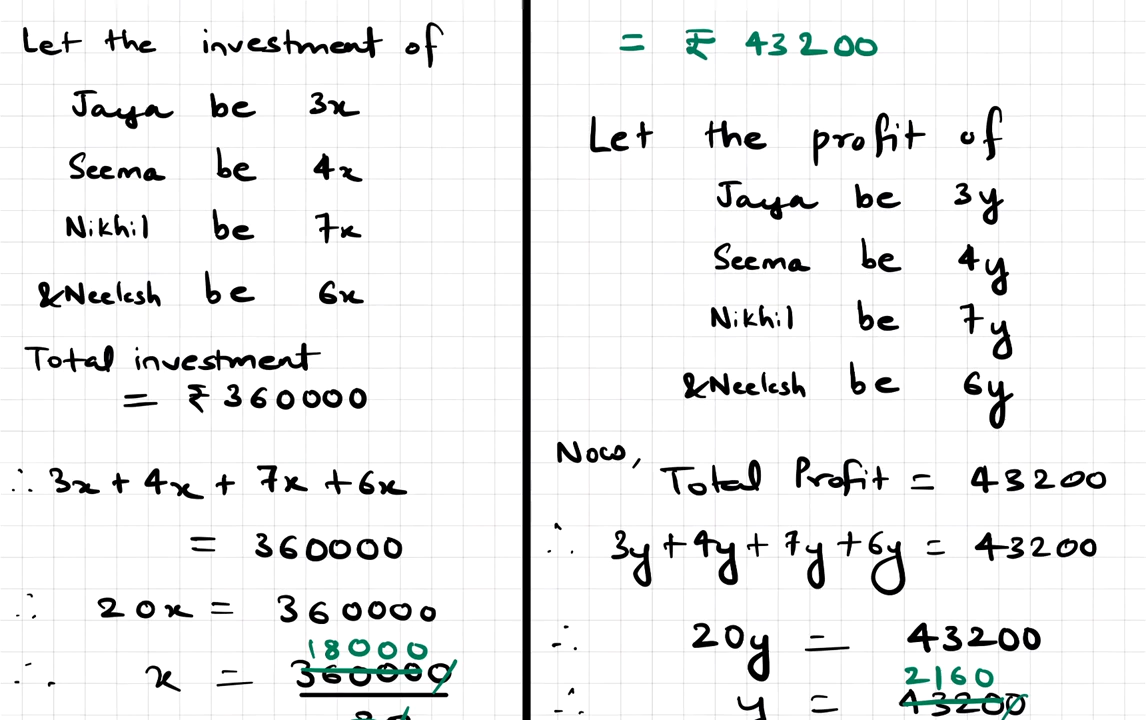 Let the investment of
Jaya be 3x
Seema be 4x
Nikhil be 7x
&Neelesh be 6x
Total investment
= ₹ 360000
∴ 3x + 4x + 7x + 6x
= 360000
∴ 20x = 360000
18000
∴ x = 360000
20
= ₹ 43200
Let the profit of
Jaya be 3y
Seema be 4y
Nikhil be 7y
&Neelesh be 6y
Now,
Total Profit = 43200
∴ 3y + 4y + 7y + 6y = 43200
∴ 20y = 43200
2160
∴ y = 43200